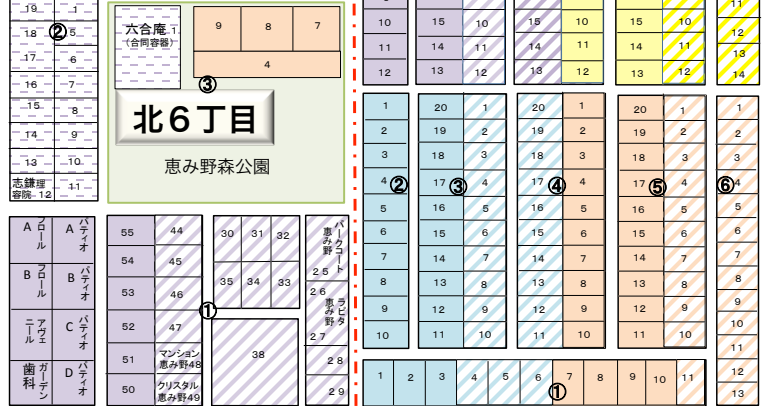 19 1
18 ② 5
17 6
16 7
15 8
14 9
13 10
志鎌理
容院 12 11
六合庵 1
(合同容器)
9 8 7
4
③
北6丁目
恵み野森公園
フロール A
パティオ A
フロール B
パティオ B
アヴェニール
パティオ C
ガーデン歯科
パティオ D
55 44
54 45
53 46
52 47
51 マンション
恵み野48
50 クリスタル
恵み野49
①
30 31 32
35 34 33
38
パークコート
恵み野
25
26
ラピタ
恵み野
27
28
29
10 15 10 15 10 15 10 11
11 14 11 14 11 14 11 12
12 13 12 13 12 13 12 13
14
1 20 1 20 1 20 1 1
2 19 2 19 2 19 2 2
3 18 3 18 3 18 3 3
4 ② 17 ③ 4 17 ④ 4 17 ⑤ 4 ⑥ 4
5 16 5 16 5 16 5 5
6 15 6 15 6 15 6 6
7 14 7 14 7 14 7 7
8 13 8 13 8 13 8 8
9 12 9 12 9 12 9 9
10 11 10 11 10 11 10 10
11
12
13
1 2 3 4 5 6 7 8 9 10 11
①